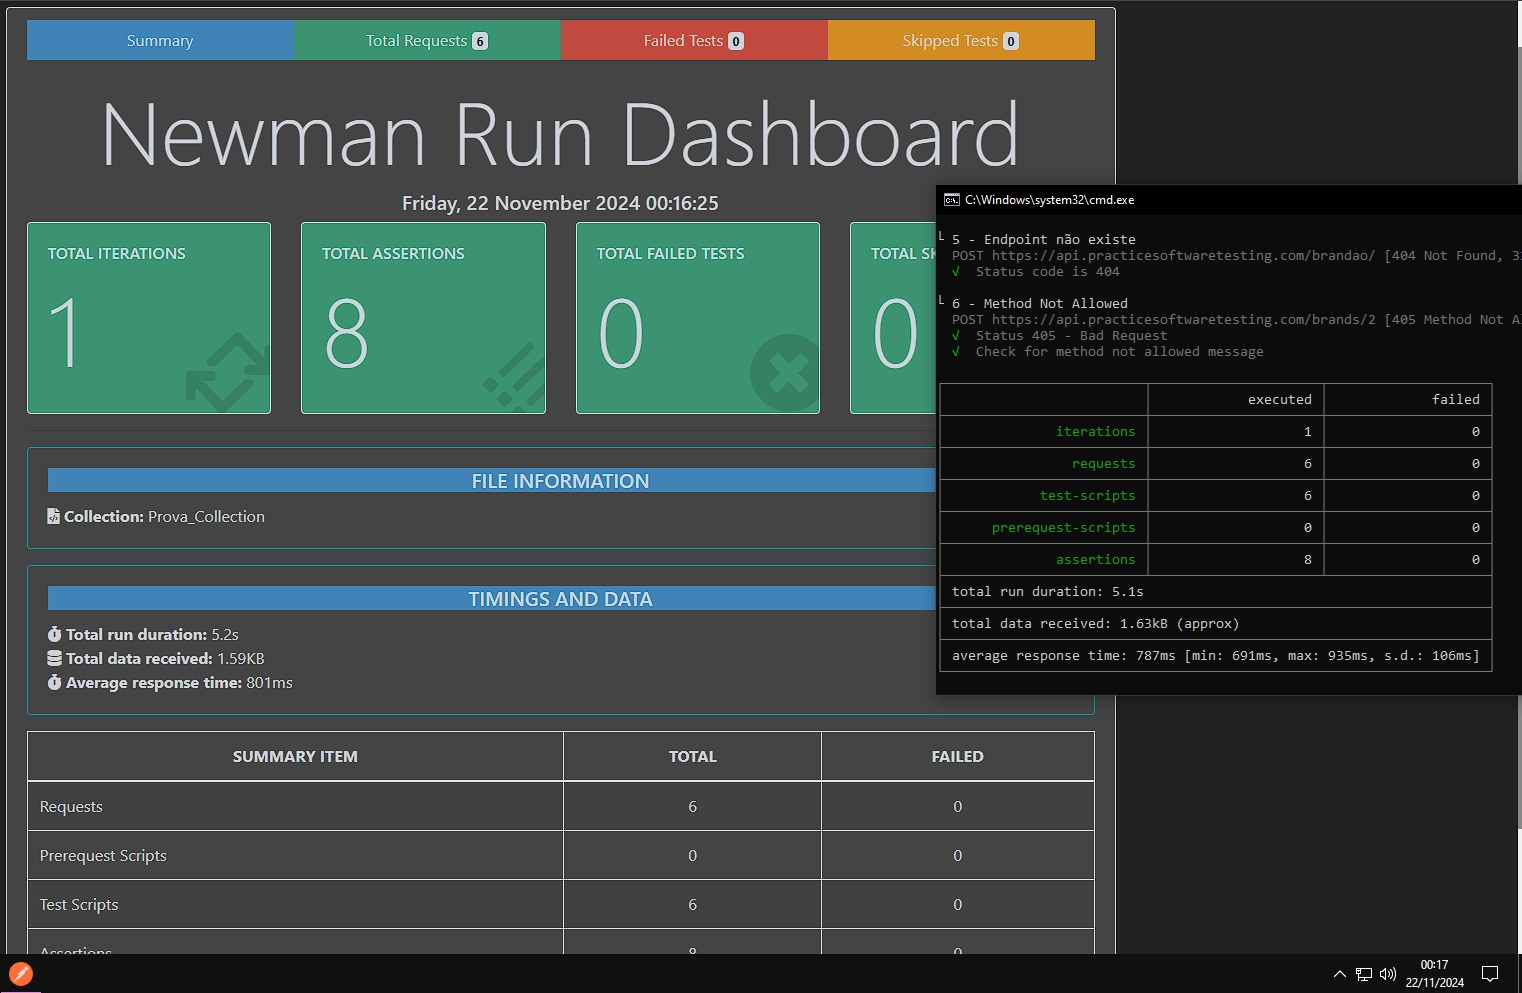 Summary
Total Requests 6
Failed Tests 0
Skipped Tests 0
Newman Run Dashboard
Friday, 22 November 2024 00:16:25
TOTAL ITERATIONS
1
TOTAL ASSERTIONS
8
TOTAL FAILED TESTS
0
TOTAL SK
0
FILE INFORMATION
Collection: Prova_Collection
TIMINGS AND DATA
Total run duration: 5.2s
Total data received: 1.59KB
Average response time: 801ms
SUMMARY ITEM TOTAL FAILED
Requests 6 0
Prerequest Scripts 0 0
Test Scripts 6 0
Assertions 8 0
C:\Windows\system32\cmd.exe
└ 5 - Endpoint não existe
POST https://api.practicesoftwaretesting.com/brandao/ [404 Not Found, 3
√ Status code is 404
└ 6 - Method Not Allowed
POST https://api.practicesoftwaretesting.com/brands/2 [405 Method Not A
√ Status 405 - Bad Request
√ Check for method not allowed message
executed failed
iterations 1 0
requests 6 0
test-scripts 6 0
prerequest-scripts 0 0
assertions 8 0
total run duration: 5.1s
total data received: 1.63kB (approx)
average response time: 787ms [min: 691ms, max: 935ms, s.d.: 106ms]
00:17
22/11/2024